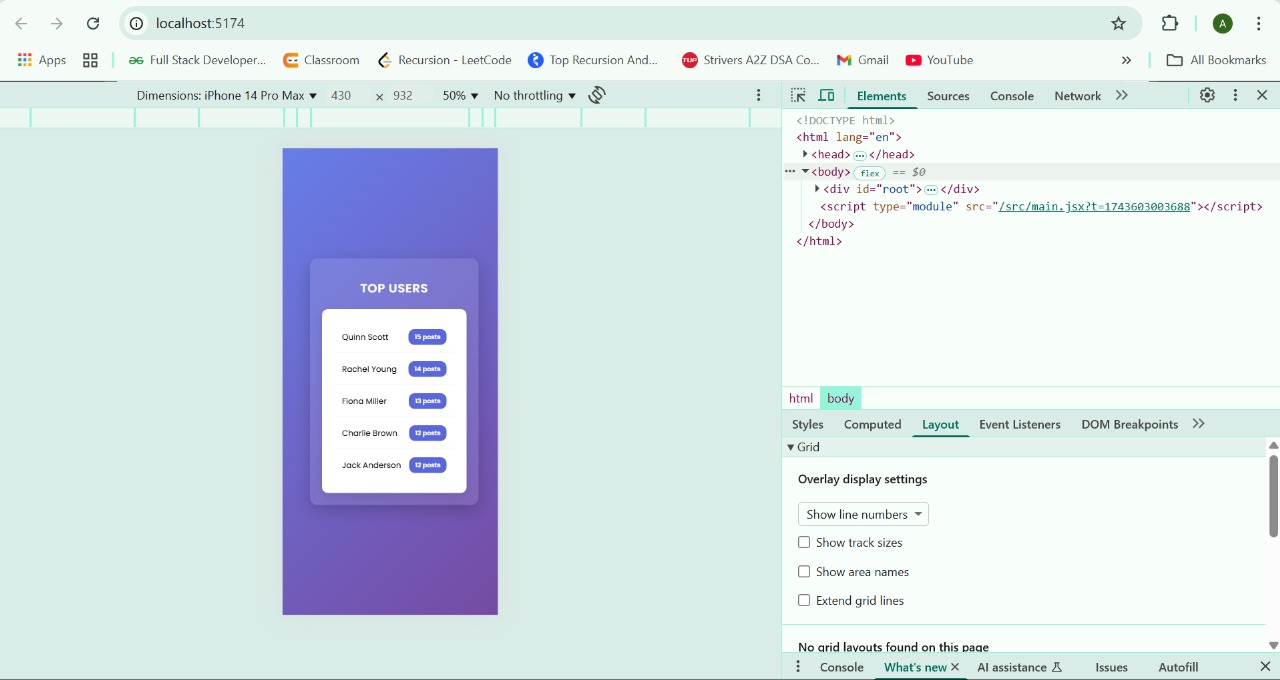 localhost:5174
A
Apps
Full Stack Developer...
Classroom
Recursion - LeetCode
Top Recursion And...
TUF
Strivers A2Z DSA Co...
Gmail
YouTube
All Bookmarks
Dimensions: iPhone 14 Pro Max ▼ 430 × 932 50% ▼ No throttling ▼
Elements Sources Console Network
<!DOCTYPE html>
<html lang="en">
<head> ⋯ </head>
<body> flex == $0
<div id="root"> ⋯ </div>
<script type="module" src="/src/main.jsx?t=1743603003688"></script>
</body>
</html>
TOP USERS
Quinn Scott 15 posts
Rachel Young 14 posts
Fiona Miller 13 posts
Charlie Brown 12 posts
Jack Anderson 12 posts
html body
Styles Computed Layout Event Listeners DOM Breakpoints
Grid
Overlay display settings
Show line numbers
Show track sizes
Show area names
Extend grid lines
No grid layouts found on this page
Console What's new AI assistance Issues Autofill